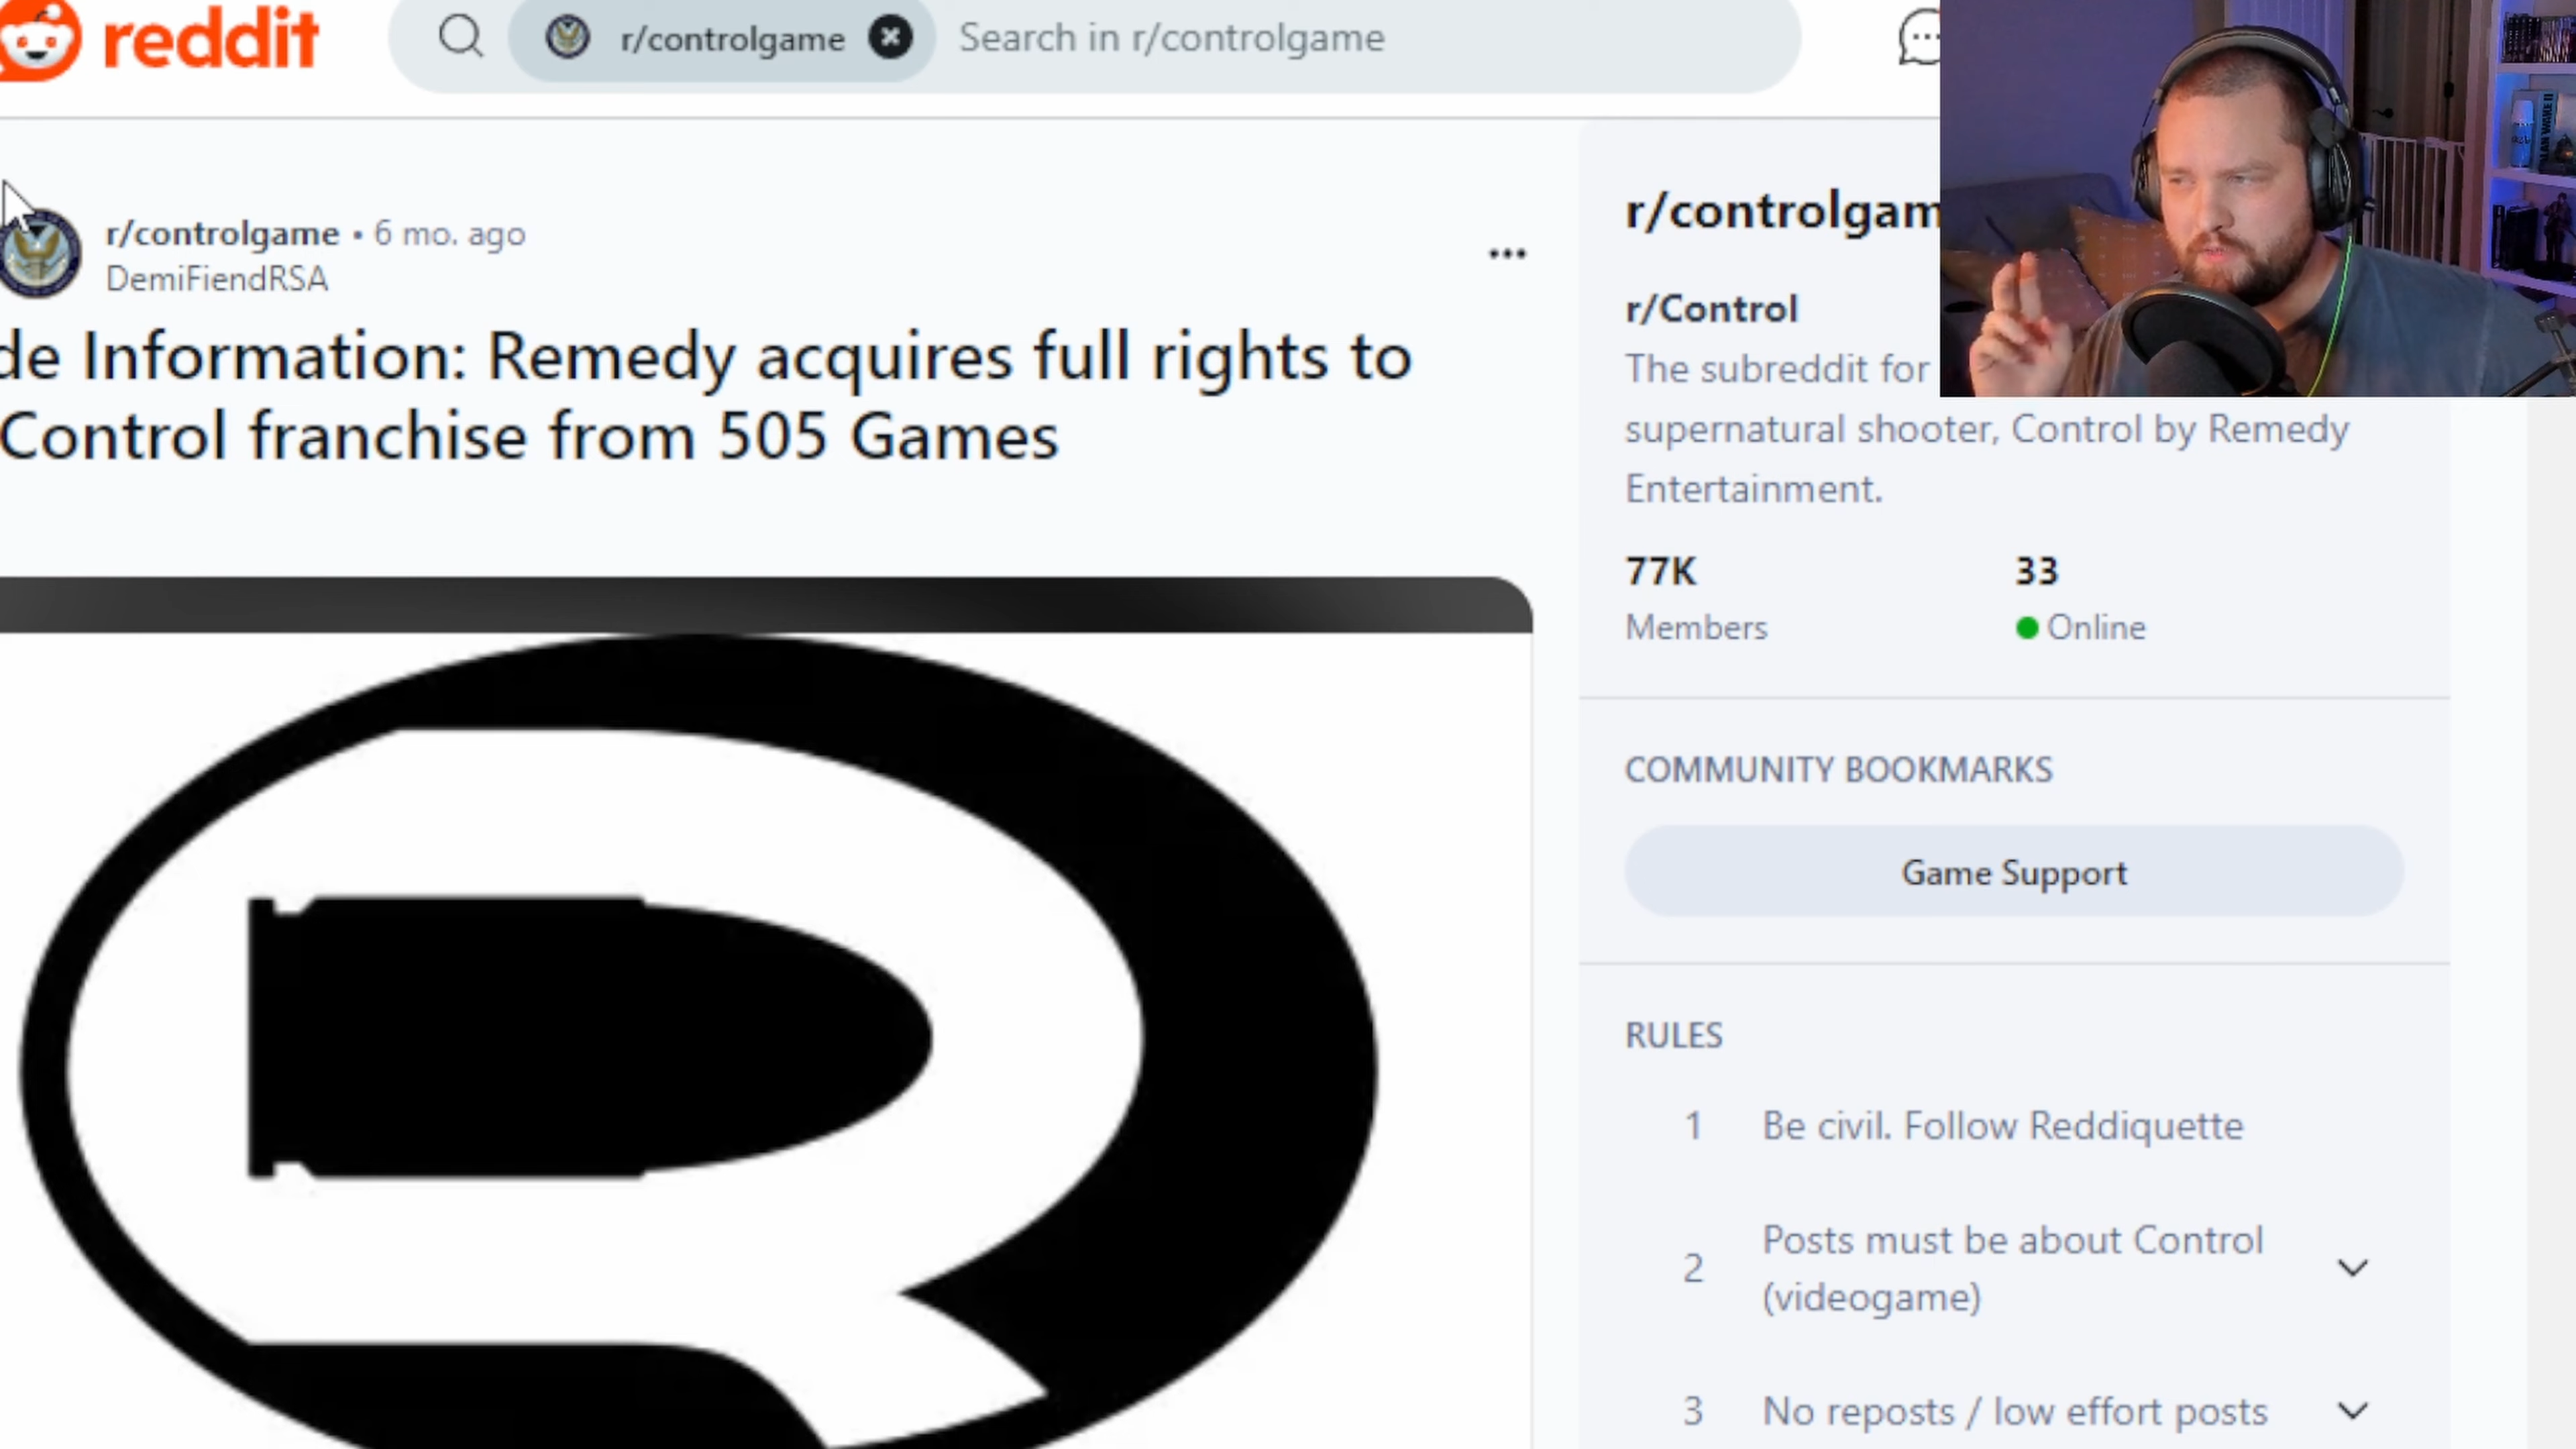 reddit
r/controlgame
Search in r/controlgame
r/controlgame • 6 mo. ago
DemiFiendRSA
de Information: Remedy acquires full rights to
Control franchise from 505 Games
r/controlgam
r/Control
The subreddit for
supernatural shooter, Control by Remedy
Entertainment.
77K
33
Members
Online
COMMUNITY BOOKMARKS
Game Support
RULES
1 Be civil. Follow Reddiquette
2 Posts must be about Control
(videogame)
3 No reposts / low effort posts
ALAN WAKE II